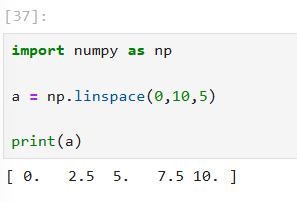 [37]:
import numpy as np
a = np.linspace(0,10,5)
print(a)
[ 0.   2.5  5.   7.5 10. ]